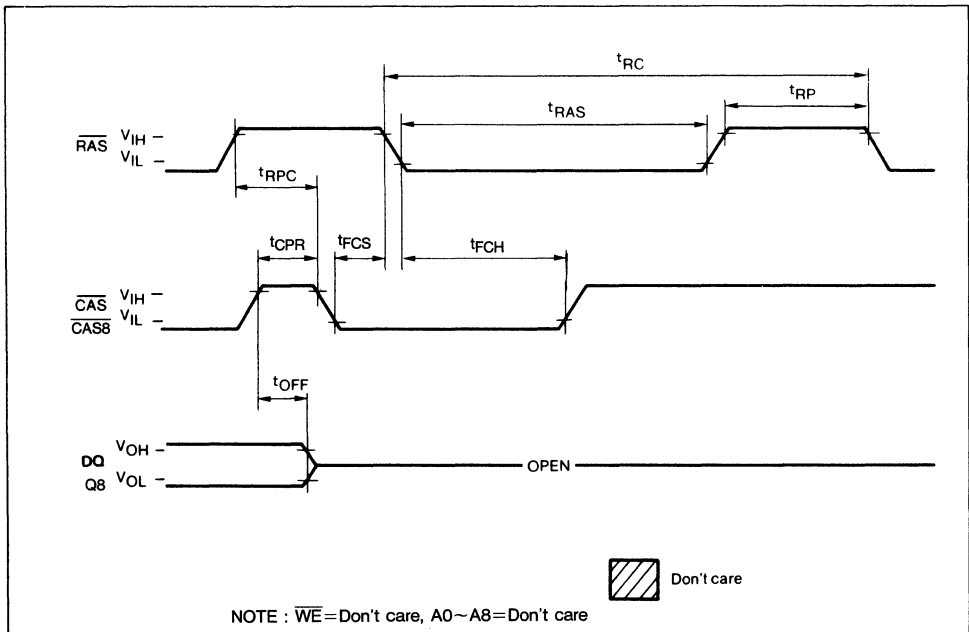 tRC
tRAS
tRP
RAS
VIH
VIL
tRPC
tCPR
tFCS
tFCH
CAS
CAS8
VIH
VIL
tOFF
DQ
Q8
VOH
VOL
OPEN
Don't care
NOTE : WE=Don't care, A0~A8=Don't care